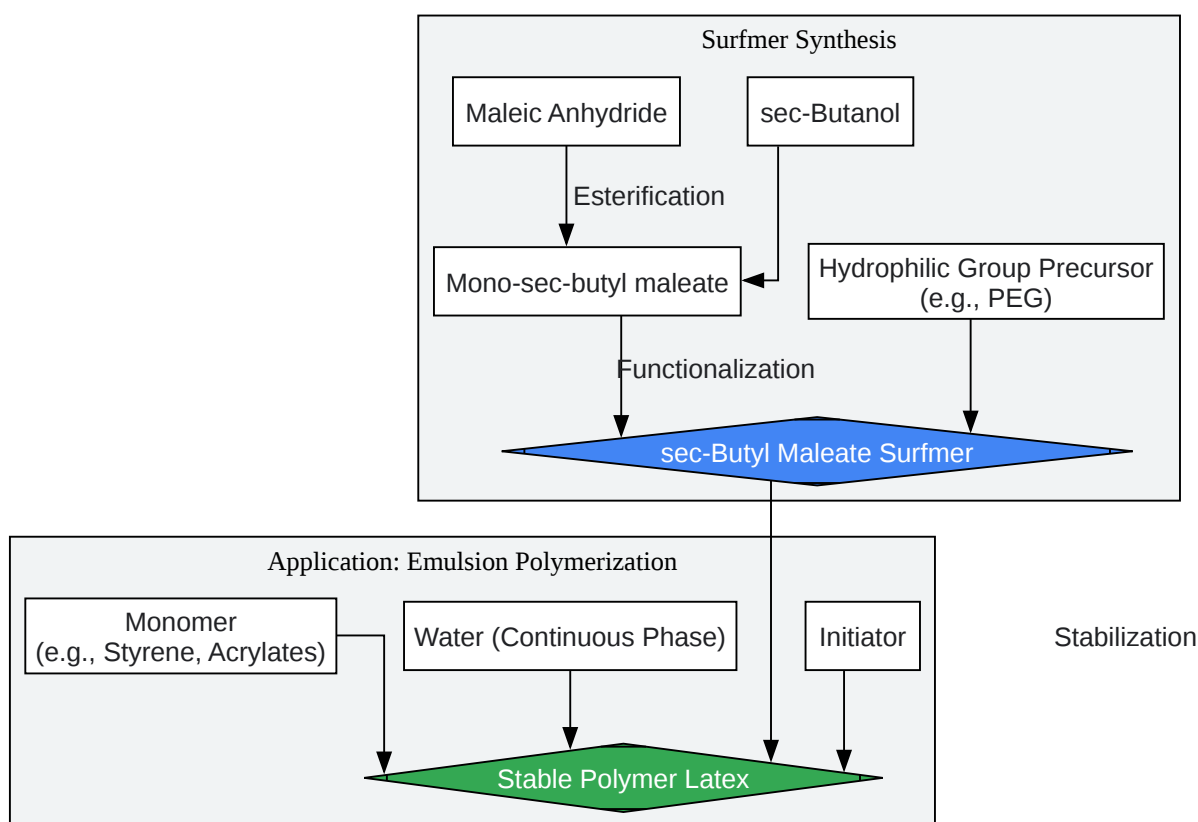 Surfmer Synthesis
Maleic Anhydride
sec-Butanol
Esterification
Mono-sec-butyl maleate
Hydrophilic Group Precursor
(e.g., PEG)
Functionalization
sec-Butyl Maleate Surfmer
Application: Emulsion Polymerization
Monomer
(e.g., Styrene, Acrylates)
Water (Continuous Phase)
Initiator
Stabilization
Stable Polymer Latex